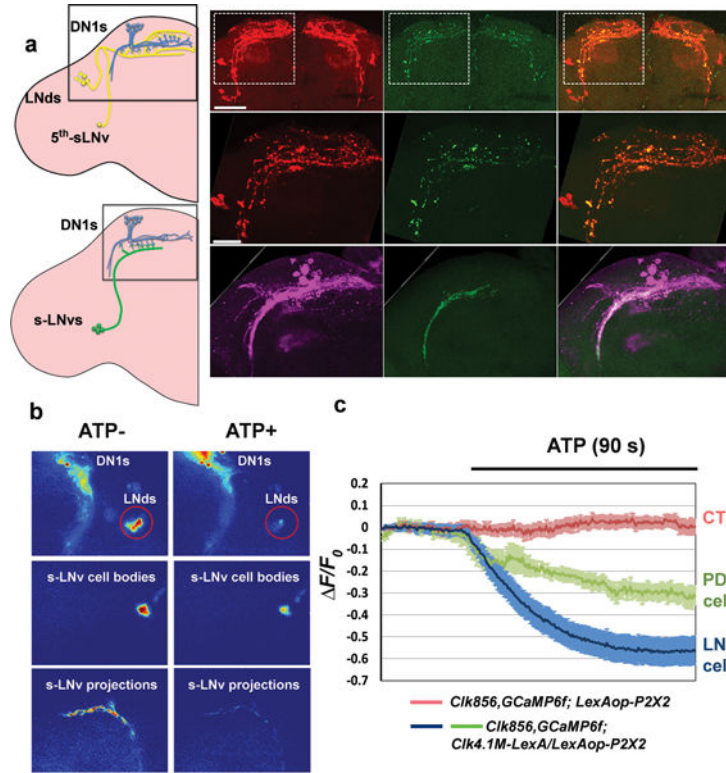 a
DN1s
LNds
5th-sLNv
DN1s
s-LNvs
b
ATP-
ATP+
DN1s
DN1s
LNds
LNds
s-LNv cell bodies
s-LNv cell bodies
s-LNv projections
s-LNv projections
c
ATP (90 s)
0.2
0.1
0
-0.1
-0.2
-0.3
-0.4
-0.5
-0.6
-0.7
ΔF/F0
CT
PD
cel
LN
cel
Clk856,GCaMP6f; LexAop-P2X2
Clk856,GCaMP6f;
Clk4.1M-LexA/LexAop-P2X2